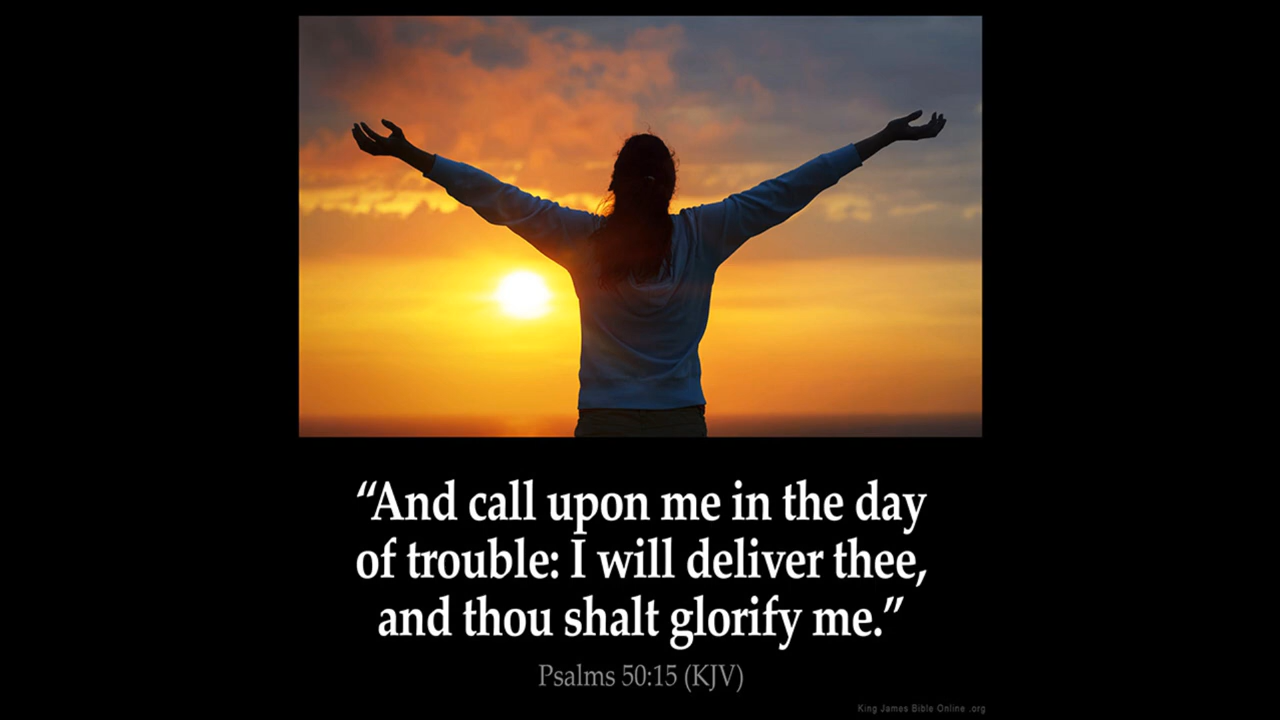 “And call upon me in the day
of trouble: I will deliver thee,
and thou shalt glorify me.”
Psalms 50:15 (KJV)
King James Bible Online .org